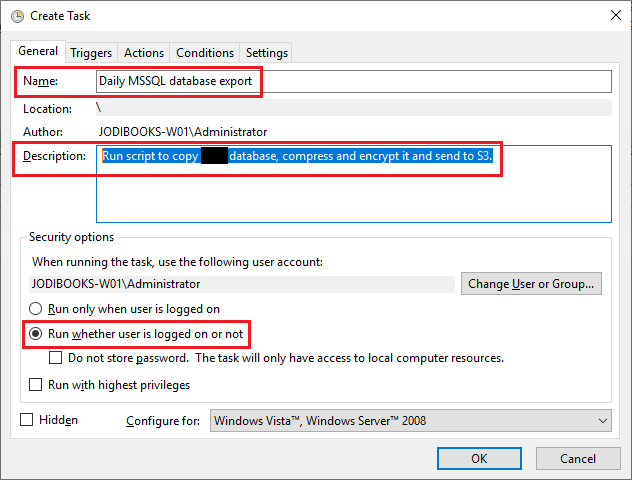 Create Task
General Triggers Actions Conditions Settings
Name: Daily MSSQL database export
Location: \
Author: JODIBOOKS-W01\Administrator
Description: Run script to copy database, compress and encrypt it and send to S3.
Security options
When running the task, use the following user account:
JODIBOOKS-W01\Administrator Change User or Group...
Run only when user is logged on
Run whether user is logged on or not
Do not store password. The task will only have access to local computer resources.
Run with highest privileges
Hidden Configure for: Windows Vista™, Windows Server™ 2008
OK Cancel